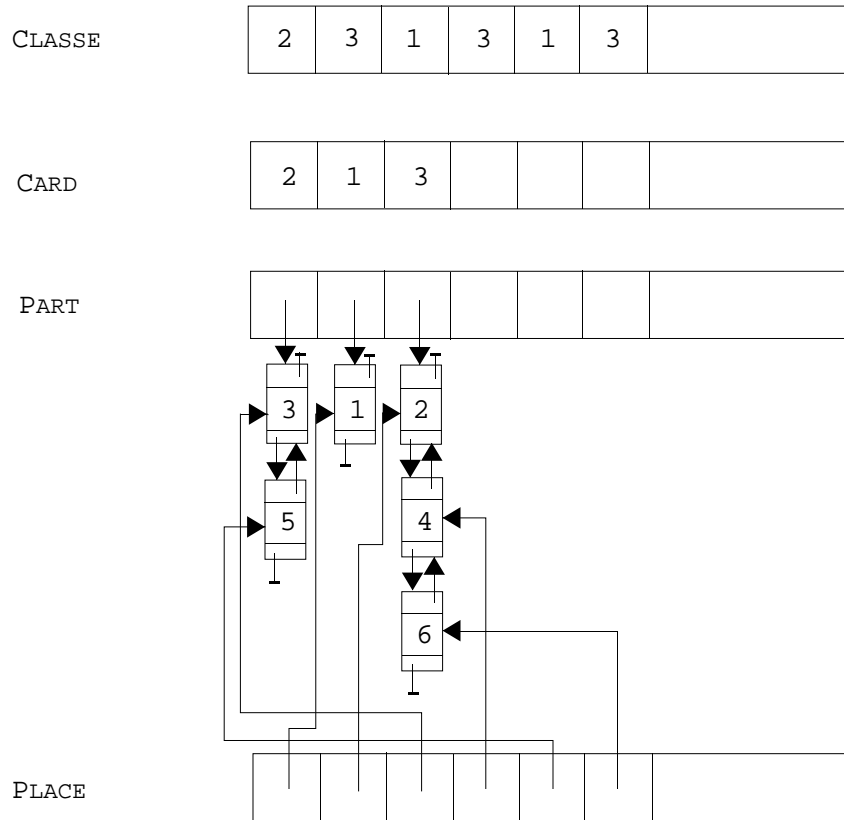 CLASSE 2 3 1 3 1 3
CARD 2 1 3
PART
3 1 2
5 4
6
PLACE